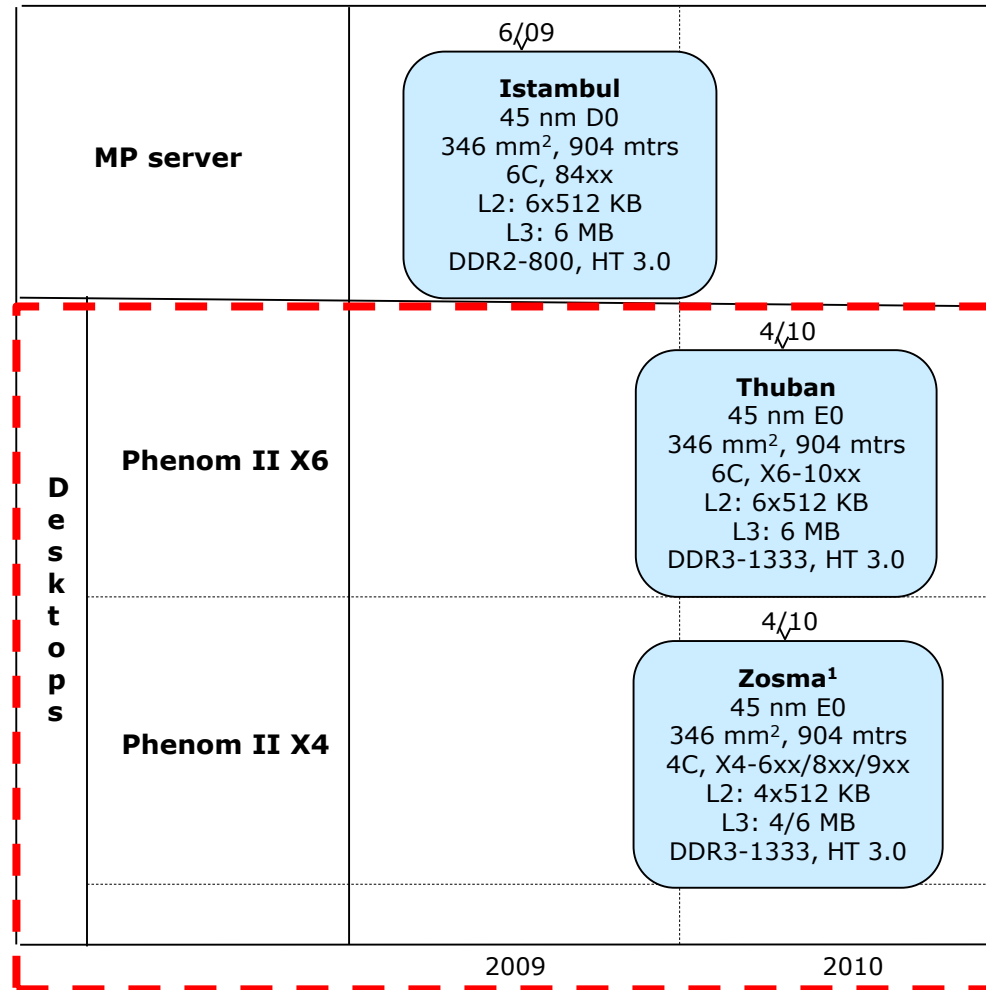 6/09
MP server
Istambul
45 nm D0
346 mm², 904 mtrs
6C, 84xx
L2: 6x512 KB
L3: 6 MB
DDR2-800, HT 3.0
Desktops
4/10
Phenom II X6
Thuban
45 nm E0
346 mm², 904 mtrs
6C, X6-10xx
L2: 6x512 KB
L3: 6 MB
DDR3-1333, HT 3.0
4/10
Phenom II X4
Zosma¹
45 nm E0
346 mm², 904 mtrs
4C, X4-6xx/8xx/9xx
L2: 4x512 KB
L3: 4/6 MB
DDR3-1333, HT 3.0
2009
2010